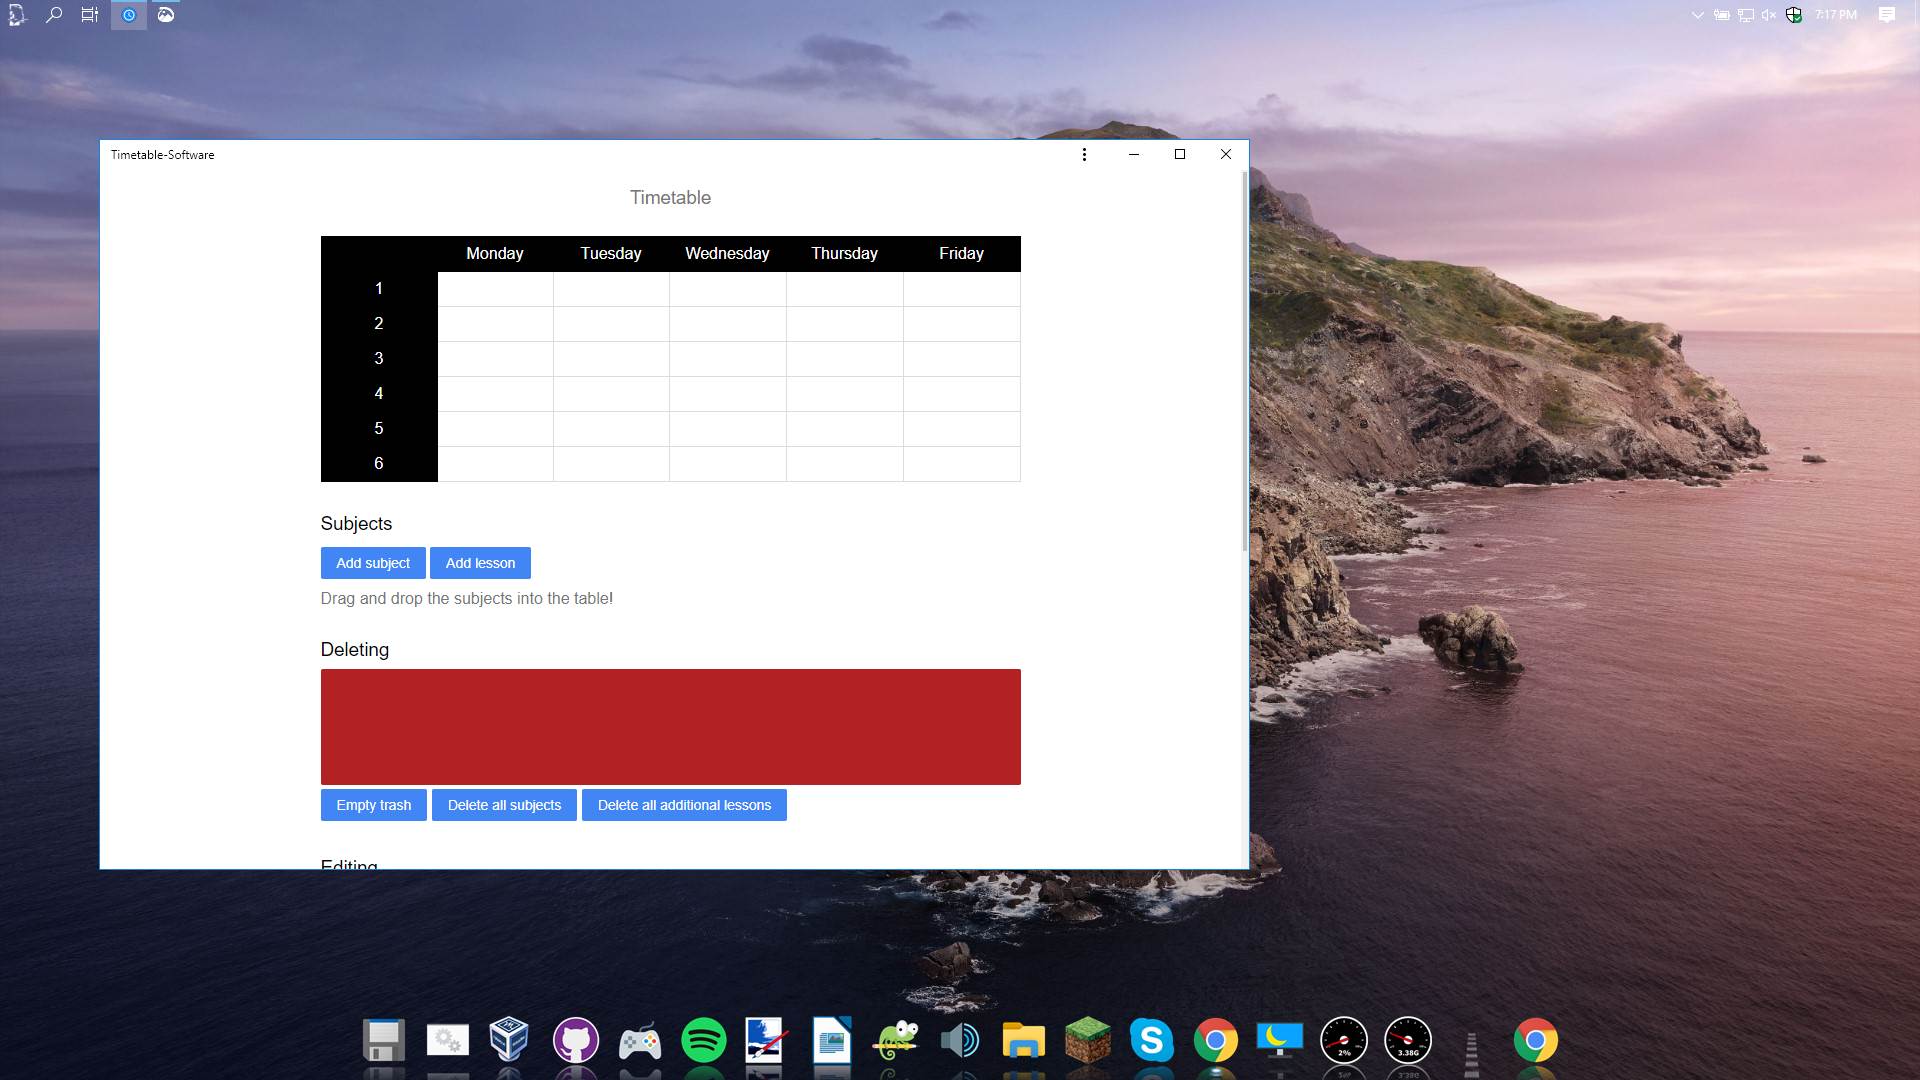 7:17 PM
Timetable-Software
Timetable
Monday Tuesday Wednesday Thursday Friday
1
2
3
4
5
6
Subjects
Add subject Add lesson
Drag and drop the subjects into the table!
Deleting
Empty trash Delete all subjects Delete all additional lessons
Editing
2% 3.38G